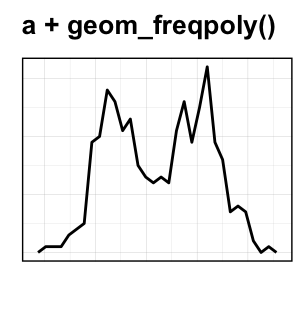 a + geom_freqpoly()